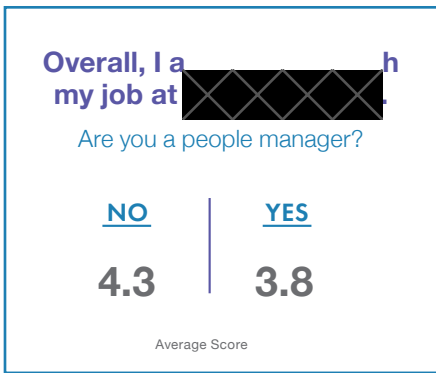 Overall, I a h
my job at .
Are you a people manager?
NO YES
4.3 3.8
Average Score